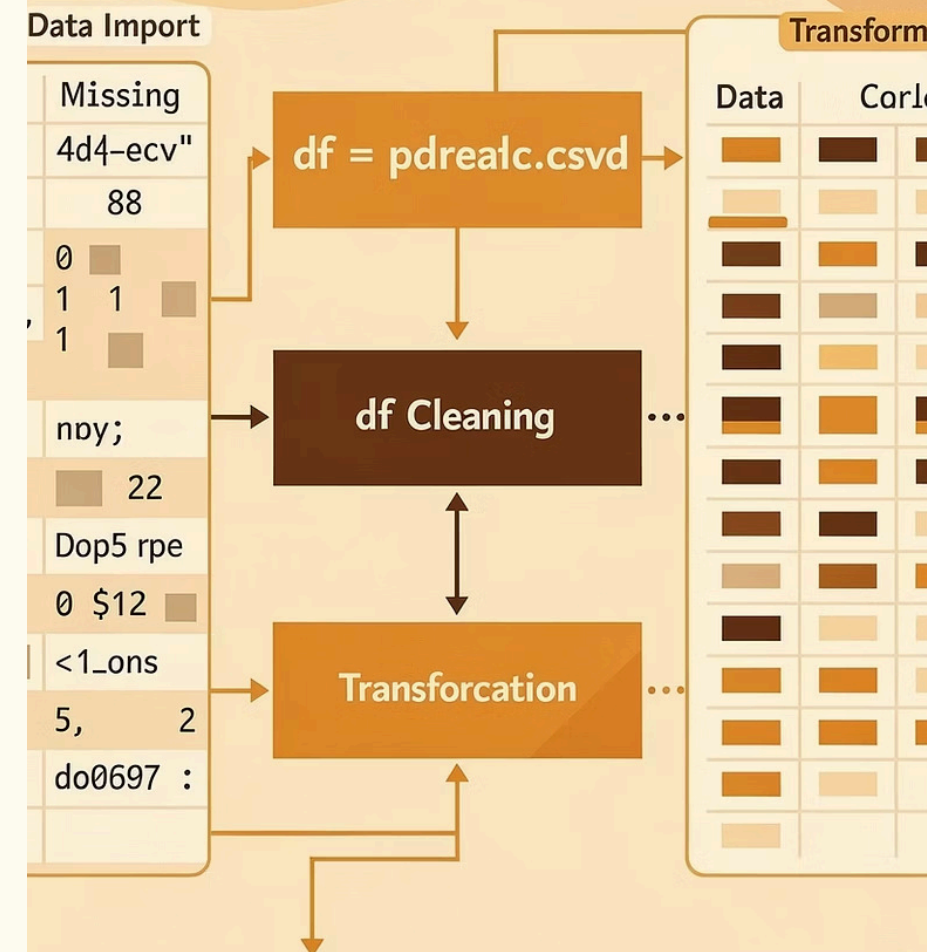 Data Import
Missing
4d4-ecv"
88
0
1 1
1
npy;
22
Dop5 rpe
0 $12
<1_ons
5, 2
do0697 :
df = pdrealc.csvd
df Cleaning
Transforcation
Transform
Data